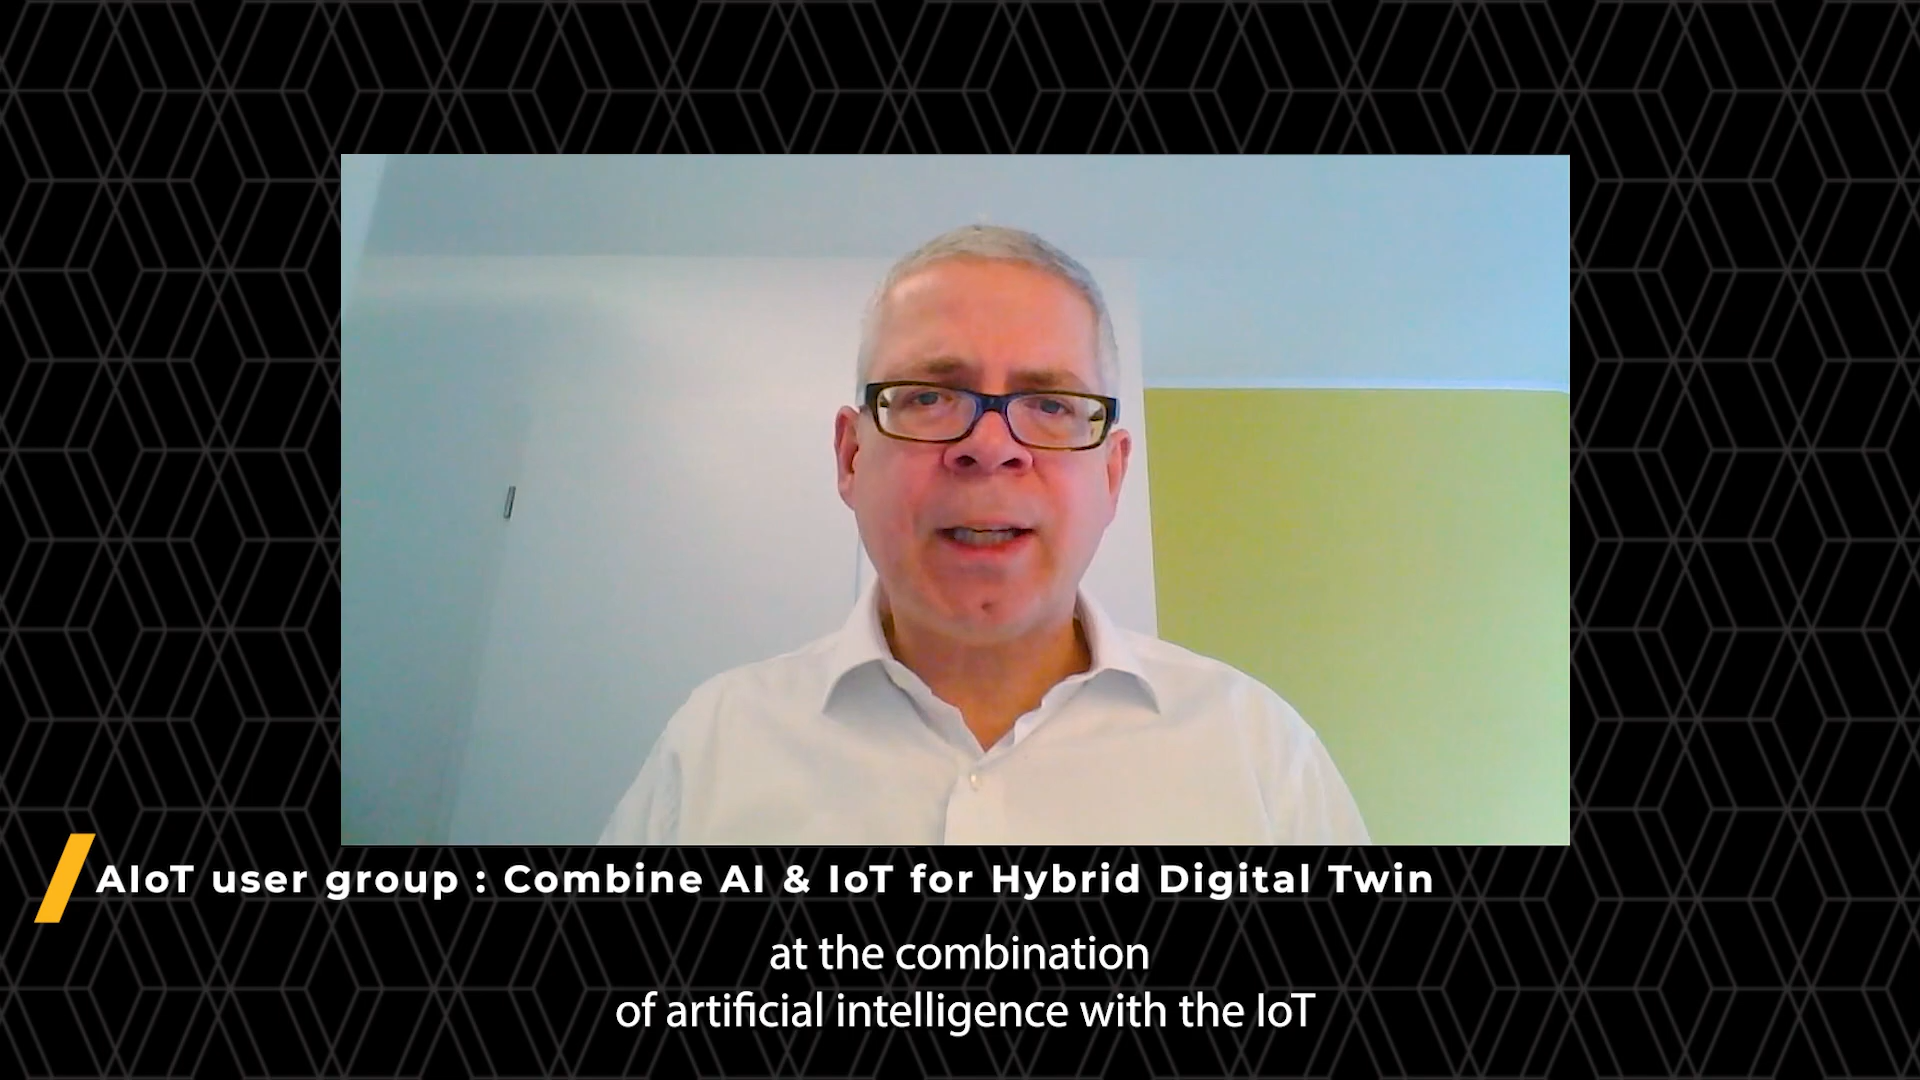 AIoT user group : Combine AI & IoT for Hybrid Digital Twin
at the combination
of artificial intelligence with the IoT